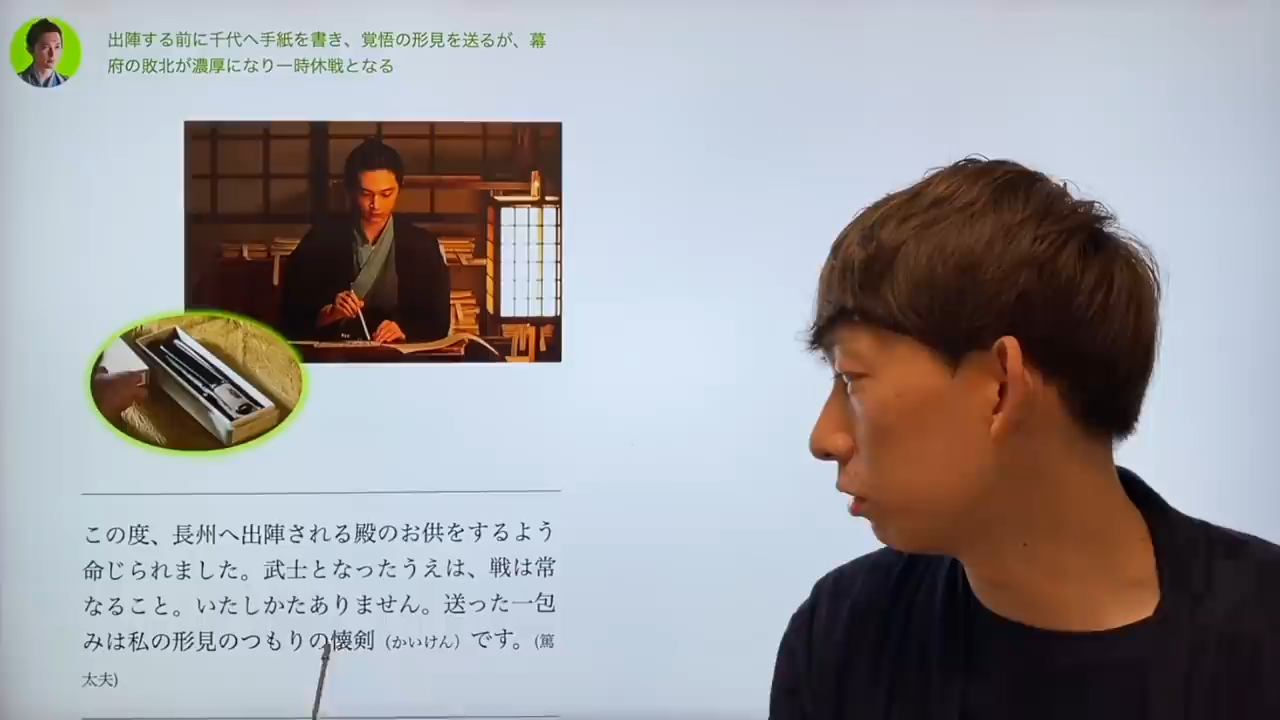 出陣する前に千代へ手紙を書き、覚悟の形見を送るが、幕
府の敗北が濃厚になり一時休戦となる
この度、長州へ出陣される殿のお供をするよう
命じられました。武士となったうえは、戦は常
なること。いたしかたありません。送った一包
みは私の形見のつもりの懐剣（かいけん）です。(篤
太夫)